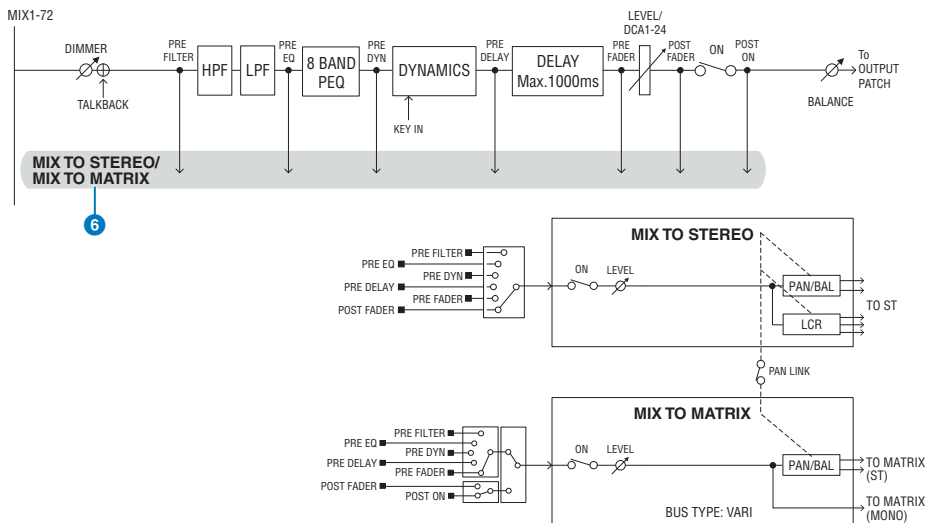 MIX1-72
DIMMER
TALKBACK
PRE
FILTER
HPF
LPF
PRE
EQ
8 BAND
PEQ
PRE
DYN
DYNAMICS
KEY IN
PRE
DELAY
DELAY
Max.1000ms
PRE
FADER
LEVEL/
DCA1-24
POST
FADER
ON
POST
ON
BALANCE
To
OUTPUT
PATCH
MIX TO STEREO/
MIX TO MATRIX
6
MIX TO STEREO
PRE FILTER
PRE EQ
PRE DYN
PRE DELAY
PRE FADER
POST FADER
ON
LEVEL
PAN/BAL
LCR
TO ST
PAN LINK
MIX TO MATRIX
PRE FILTER
PRE EQ
PRE DYN
PRE DELAY
PRE FADER
POST FADER
POST ON
ON
LEVEL
PAN/BAL
TO MATRIX
(ST)
TO MATRIX
(MONO)
BUS TYPE: VARI